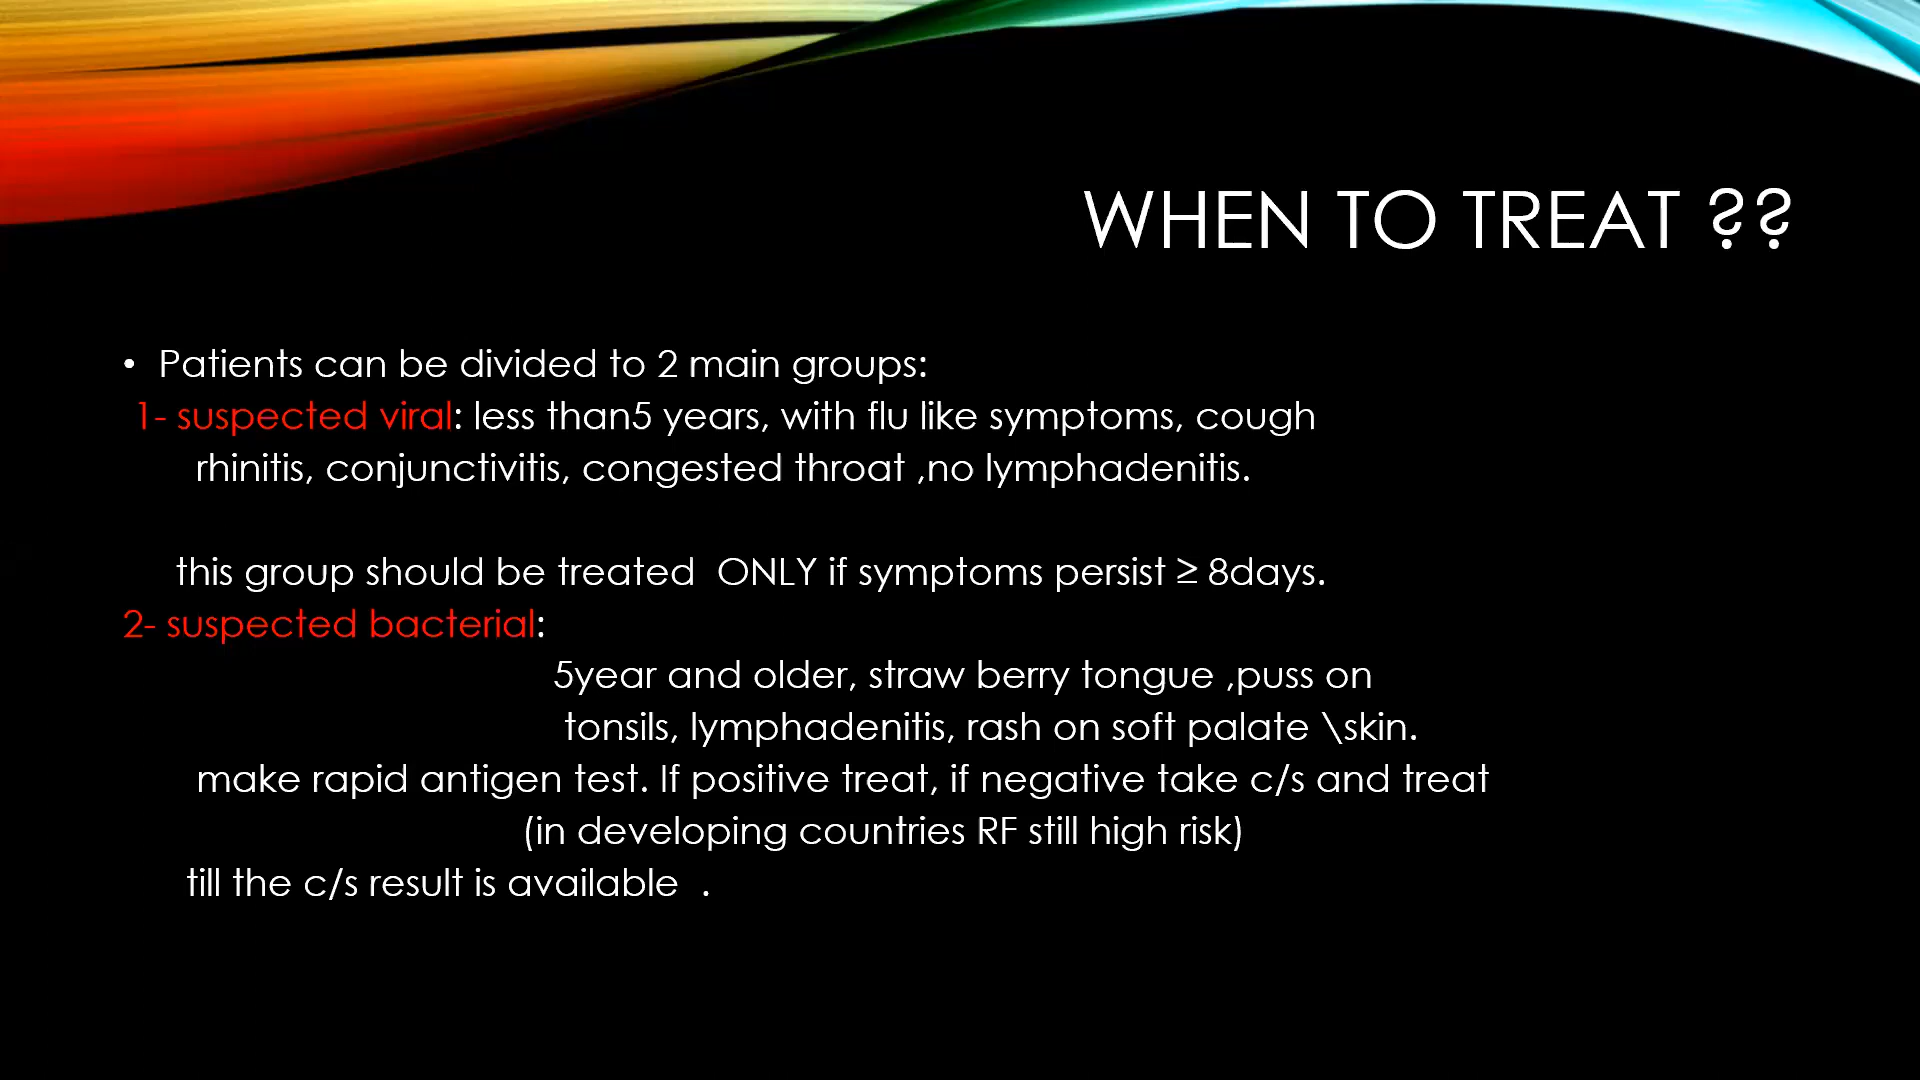 WHEN TO TREAT ??
• Patients can be divided to 2 main groups:
1- suspected viral: less than5 years, with flu like symptoms, cough
rhinitis, conjunctivitis, congested throat ,no lymphadenitis.
this group should be treated  ONLY if symptoms persist ≥ 8days.
2- suspected bacterial:
5year and older, straw berry tongue ,puss on
tonsils, lymphadenitis, rash on soft palate \skin.
make rapid antigen test. If positive treat, if negative take c/s and treat
(in developing countries RF still high risk)
till the c/s result is available  .